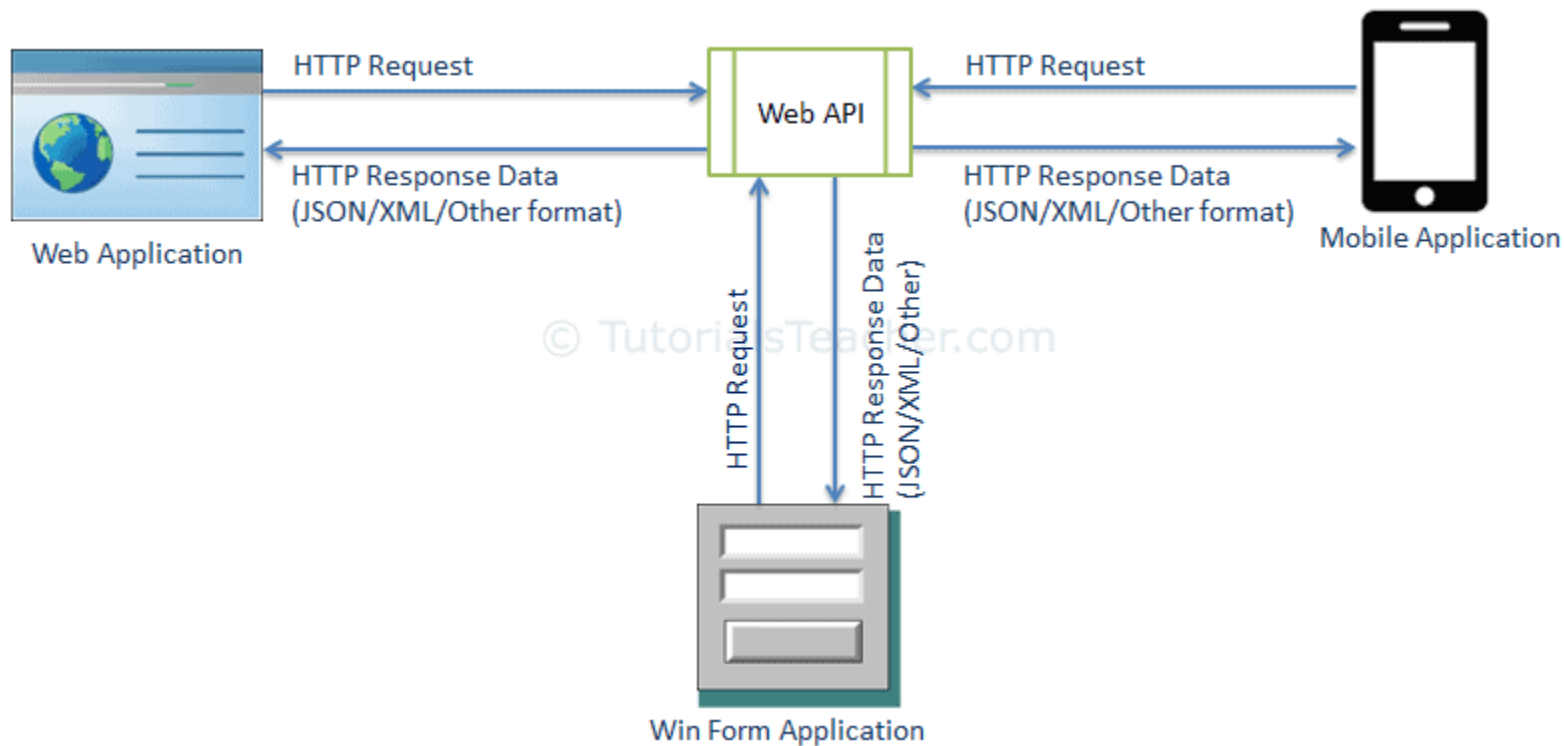 HTTP Request
Web API
HTTP Request
HTTP Response Data
(JSON/XML/Other format)
HTTP Response Data
(JSON/XML/Other format)
Web Application
Mobile Application
HTTP Request
HTTP Response Data
(JSON/XML/Other)
© TutorialsTeacher.com
Win Form Application